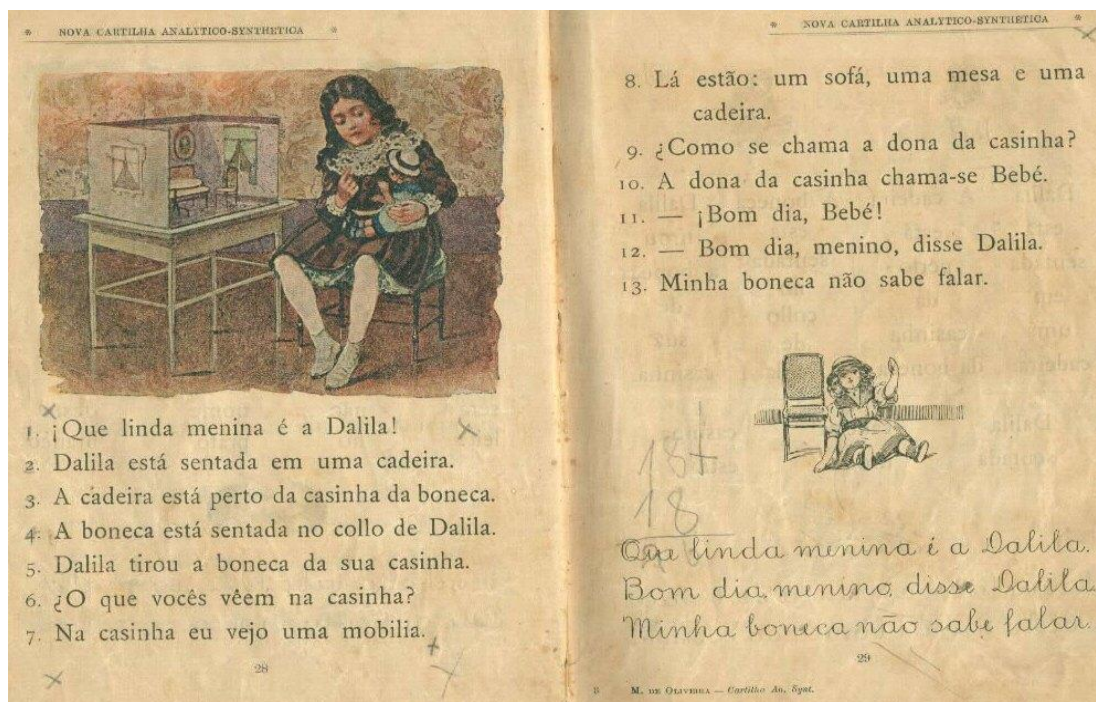 * NOVA CARTILHA ANALYTICO-SYNTHETICA *
1. ¡Que linda menina é a Dalila!
2. Dalila está sentada em uma cadeira.
3. A cadeira está perto da casinha da boneca.
4. A boneca está sentada no collo de Dalila.
5. Dalila tirou a boneca da sua casinha.
6. ¿O que vocês vêem na casinha?
7. Na casinha eu vejo uma mobilia.
28
* NOVA CARTILHA ANALYTICO-SYNTHETICA *
8. Lá estão: um sofá, uma mesa e uma
cadeira.
9. ¿Como se chama a dona da casinha?
10. A dona da casinha chama-se Bebé.
11. — ¡Bom dia, Bebé!
12. — Bom dia, menino, disse Dalila.
13. Minha boneca não sabe falar.
18+
18
Que linda menina é a Dalila.
Bom dia, menino, disse Dalila.
Minha boneca não sabe falar.
29
M. DE OLIVEIRA — Cartilha An. Synt.